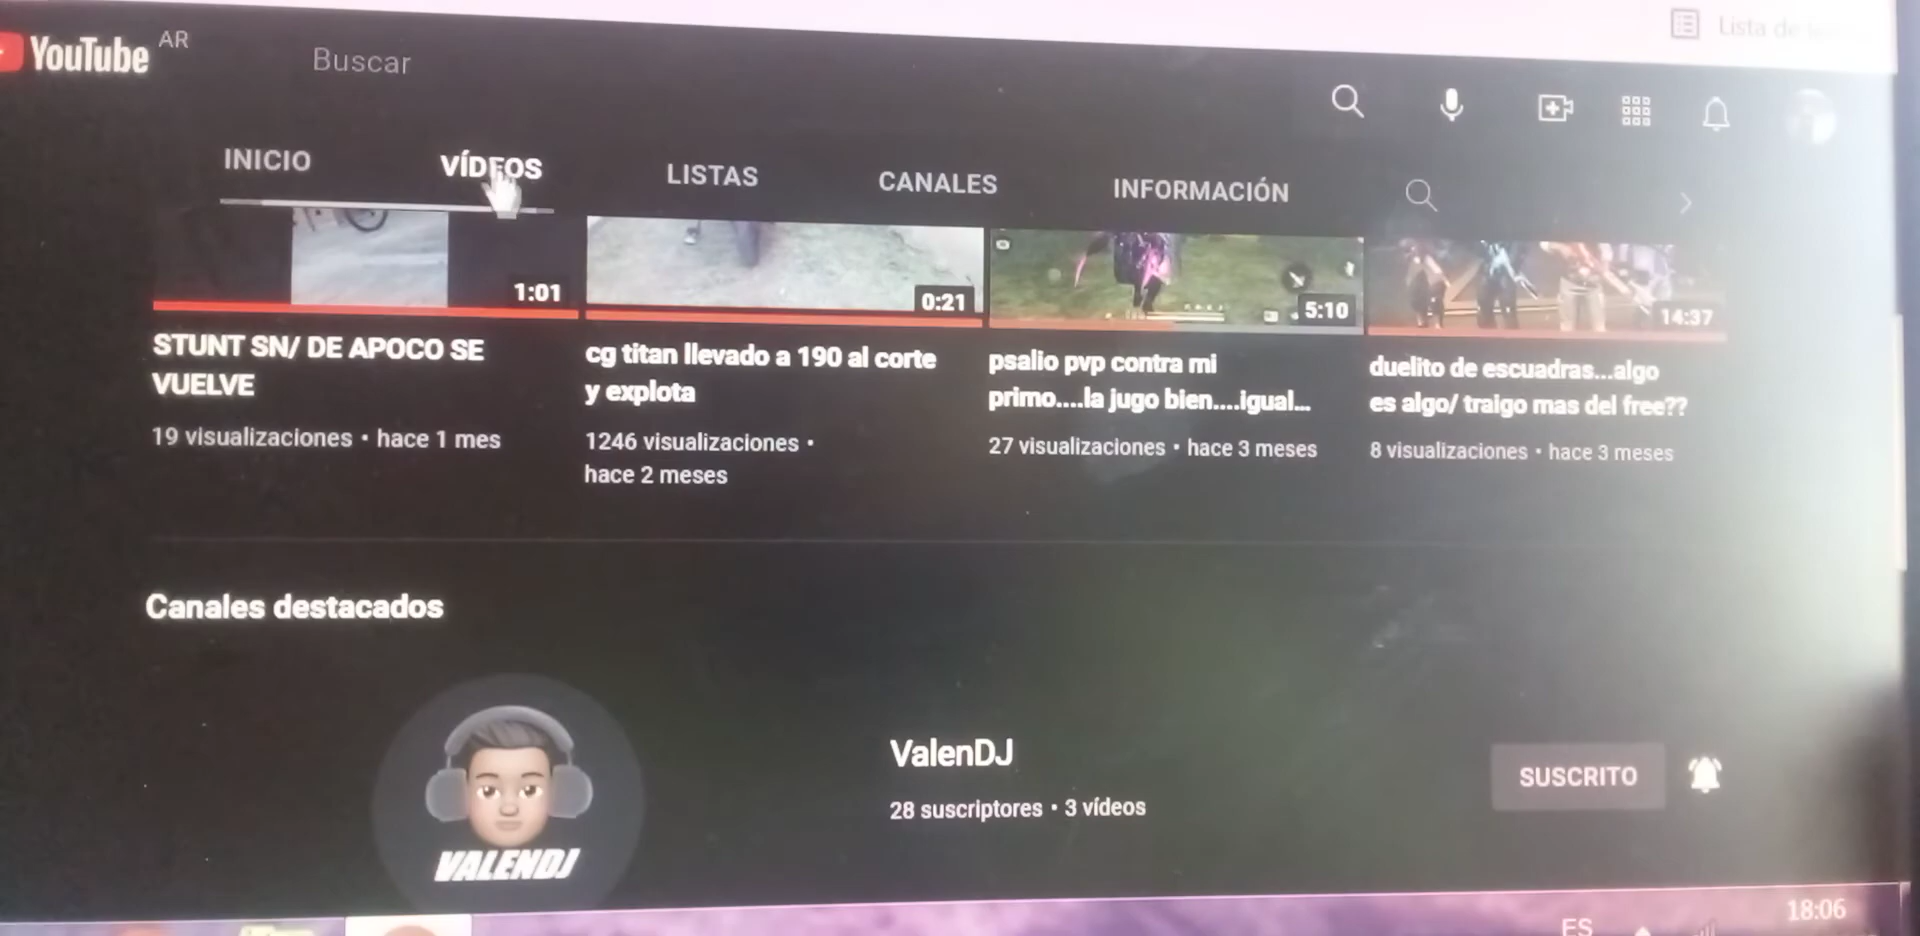 Lista de
YouTube AR
Buscar
INICIO
VÍDEOS
LISTAS
CANALES
INFORMACIÓN
1:01
0:21
5:10
14:37
STUNT SN/ DE APOCO SE
VUELVE
19 visualizaciones • hace 1 mes
cg titan llevado a 190 al corte
y explota
1246 visualizaciones •
hace 2 meses
psalio pvp contra mi
primo....la jugo bien....igual...
27 visualizaciones • hace 3 meses
duelito de escuadras...algo
es algo/ traigo mas del free??
8 visualizaciones • hace 3 meses
Canales destacados
VALENDJ
ValenDJ
28 suscriptores • 3 vídeos
SUSCRITO
ES
18:06